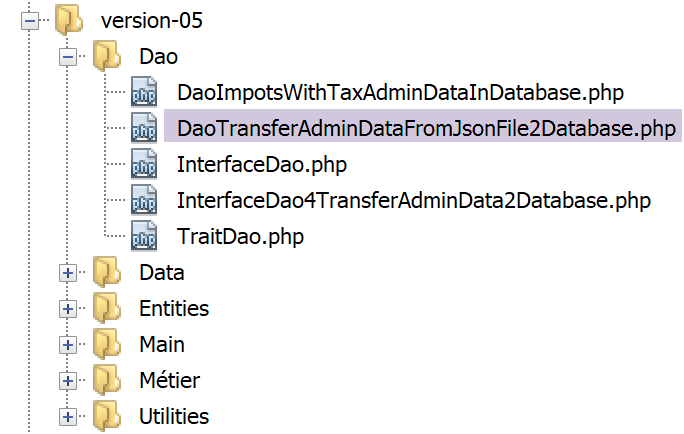 version-05
Dao
DaoImpotsWithTaxAdminDataInDatabase.php
DaoTransferAdminDataFromJsonFile2Database.php
InterfaceDao.php
InterfaceDao4TransferAdminData2Database.php
TraitDao.php
Data
Entities
Main
Métier
Utilities